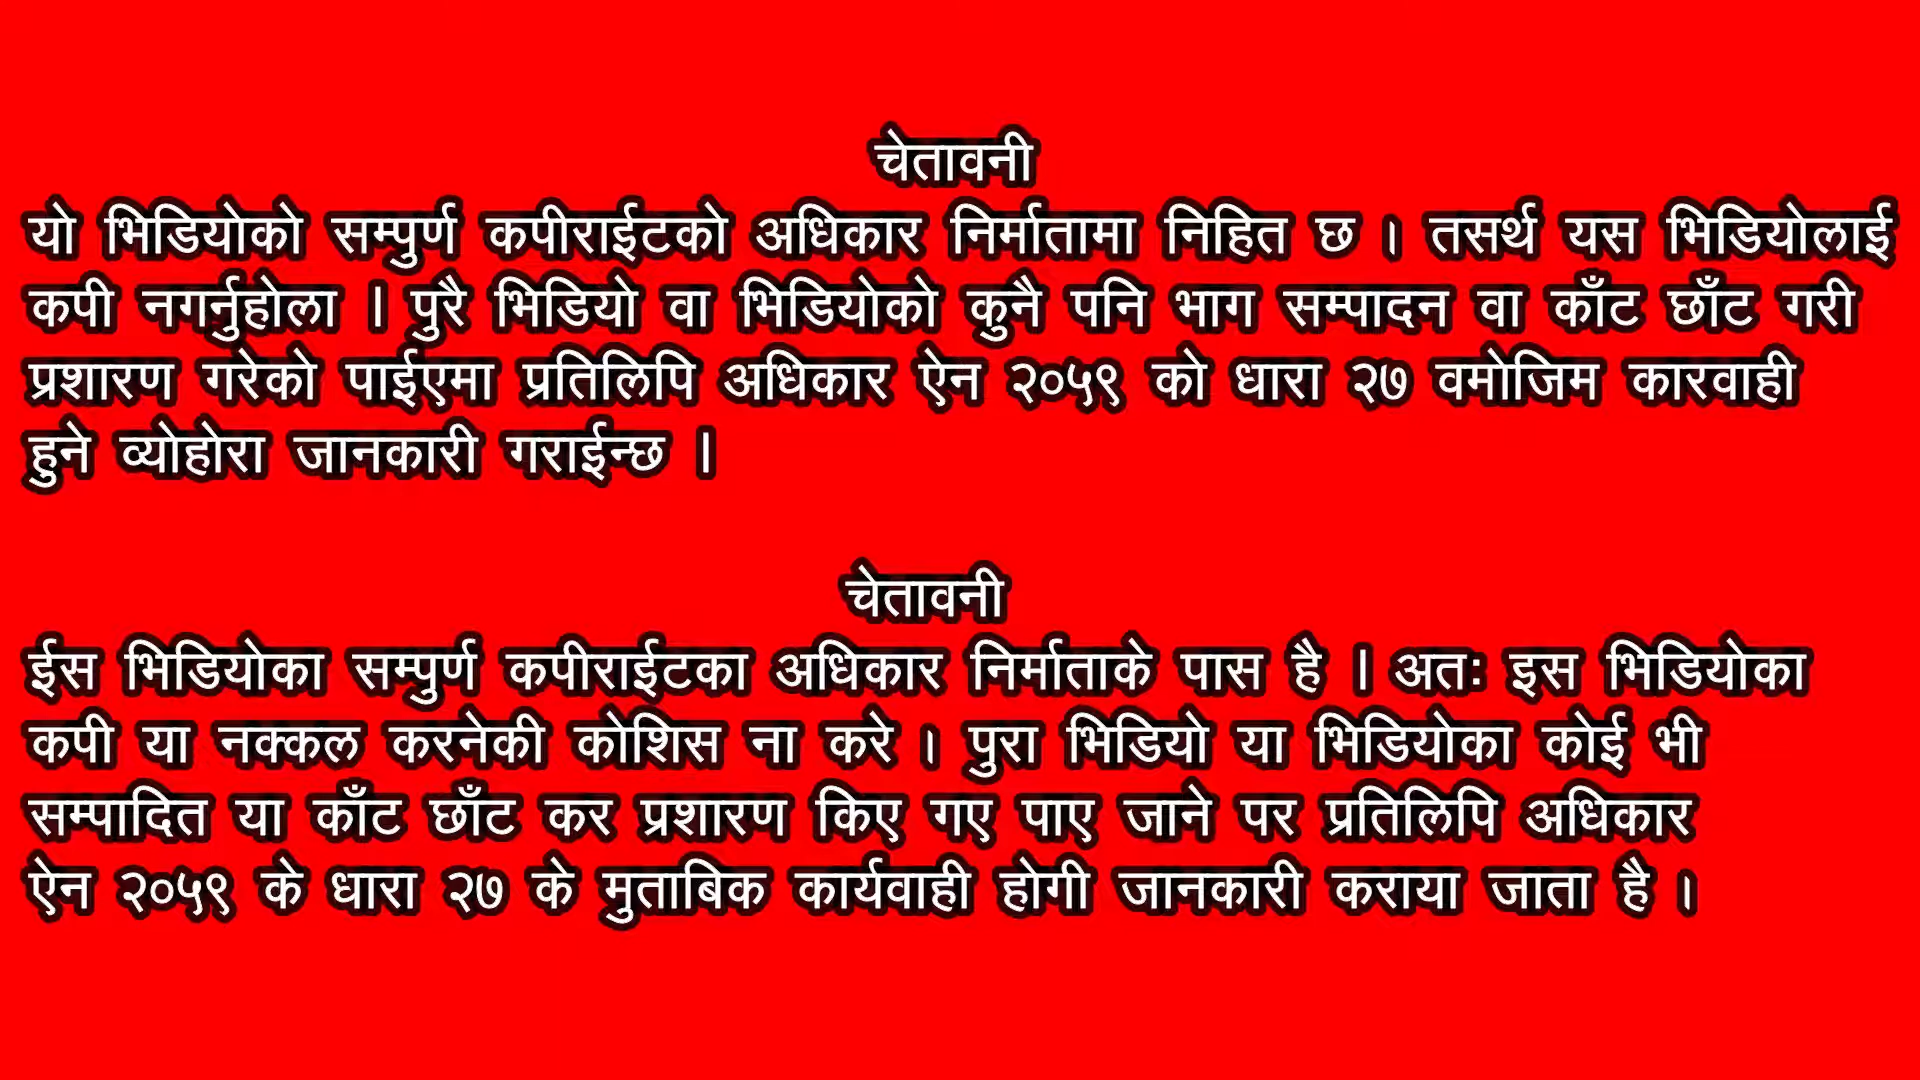 चेतावनी
यो भिडियोको सम्पुर्ण कपीराईटको अधिकार निर्मातामा निहित छ । तसर्थ यस भिडियोलाई
कपी नगर्नुहोला | पुरै भिडियो वा भिडियोको कुनै पनि भाग सम्पादन वा काँट छाँट गरी
प्रशारण गरेको पाईएमा प्रतिलिपि अधिकार ऐन २०५९ को धारा २७ वमोजिम कारवाही
हुने व्योहोरा जानकारी गराईन्छ |
चेतावनी
ईस भिडियोका सम्पुर्ण कपीराईटका अधिकार निर्माताके पास है | अतः इस भिडियोका
कपी या नक्कल करनेकी कोशिस ना करे । पुरा भिडियो या भिडियोका कोई भी
सम्पादित या काँट छाँट कर प्रशारण किए गए पाए जाने पर प्रतिलिपि अधिकार
ऐन २०५९ के धारा २७ के मुताबिक कार्यवाही होगी जानकारी कराया जाता है ।